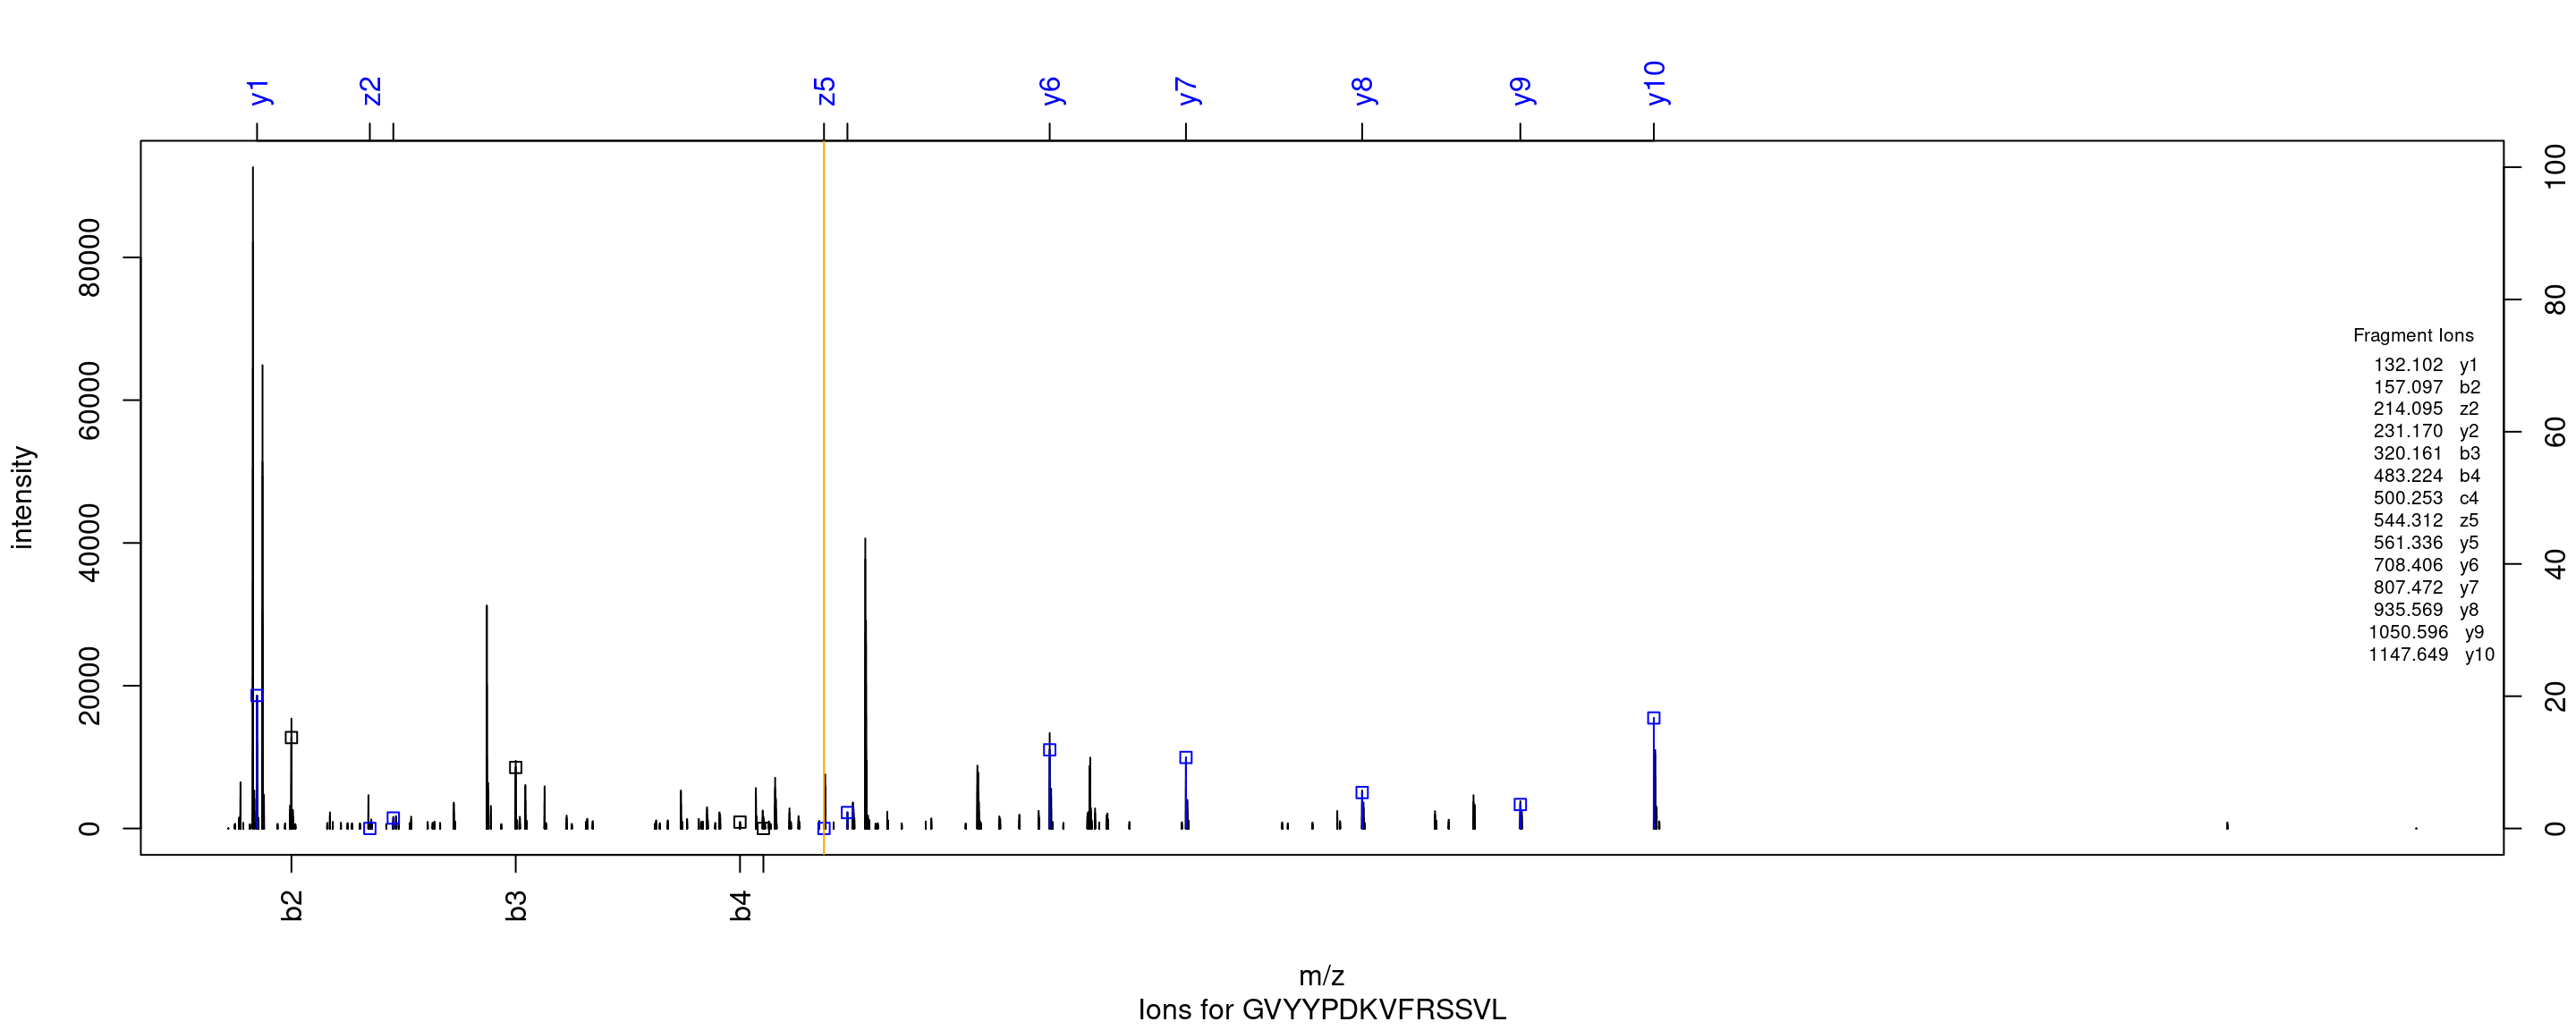 y1 z2 z5 y6 y7 y8 y9 y10
intensity
0 20000 40000 60000 80000
0 20 40 60 80 100
Fragment Ions
132.102 y1
157.097 b2
214.095 z2
231.170 y2
320.161 b3
483.224 b4
500.253 c4
544.312 z5
561.336 y5
708.406 y6
807.472 y7
935.569 y8
1050.596 y9
1147.649 y10
b2 b3 b4
m/z
Ions for GVYYPDKVFRSSVL